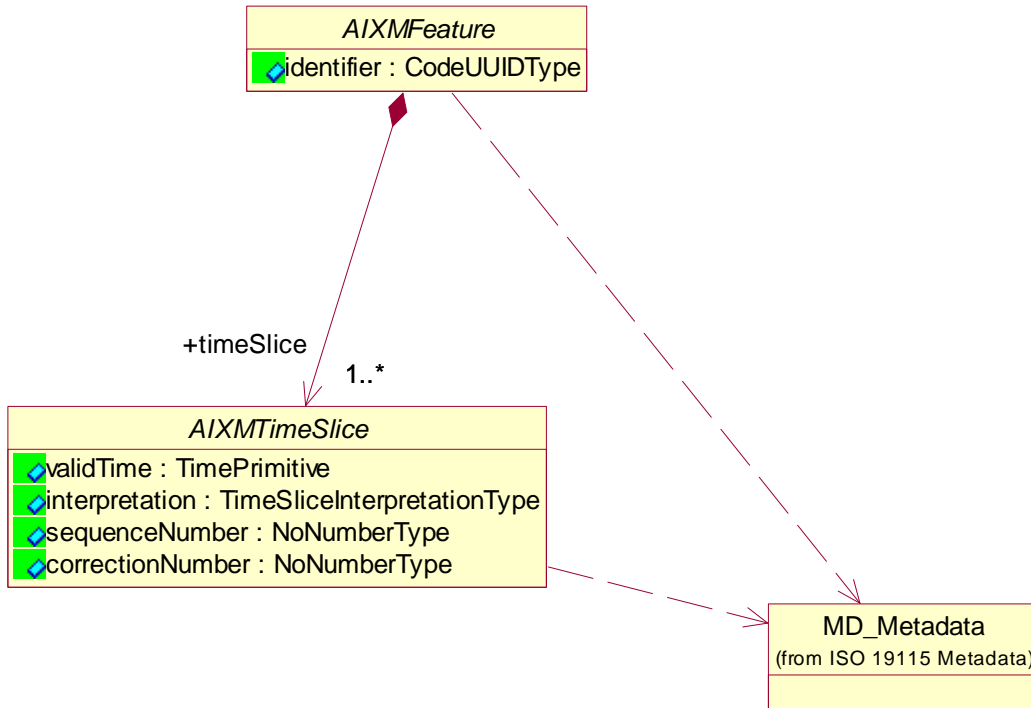 AIXMFeature
identifier : CodeUUIDType
+timeSlice
1..*
AIXMTimeSlice
validTime : TimePrimitive
interpretation : TimeSliceInterpretationType
sequenceNumber : NoNumberType
correctionNumber : NoNumberType
MD_Metadata
(from ISO 19115 Metadata)